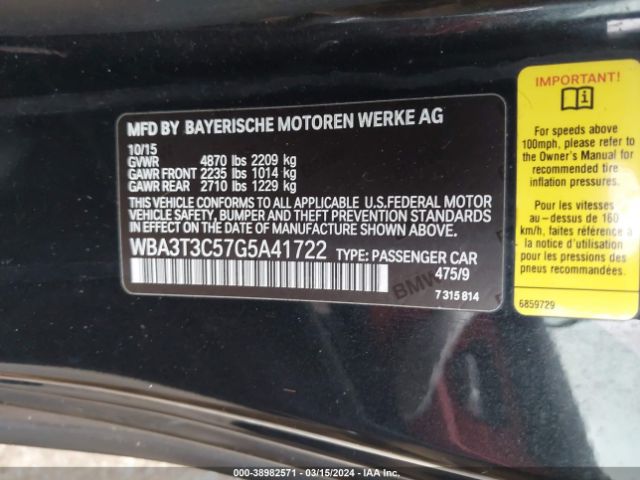 MFD BY BAYERISCHE MOTOREN WERKE AG
10/15
GVWR 4870 lbs 2209 kg
GAWR FRONT 2235 lbs 1014 kg
GAWR REAR 2710 lbs 1229 kg
THIS VEHICLE CONFORMS TO ALL APPLICABLE U.S.FEDERAL MOTOR
VEHICLE SAFETY, BUMPER AND THEFT PREVENTION STANDARDS
IN EFFECT ON THE DATE OF MANUFACTURE SHOWN ABOVE.
WBA3T3C57G5A41722 TYPE: PASSENGER CAR
475/9
BMW
7 315 814
IMPORTANT!
For speeds above
100mph, please refer to
the Owner's Manual for
recommended tire
inflation pressures.
Pour les vitesses
au-dessus de 160
km/h, faites référence
à la notice d'utilisation
pour connaître
les pressions de
gonflage adéquates.
6859729
000-38982571 - 03/15/2024 - IAA Inc.